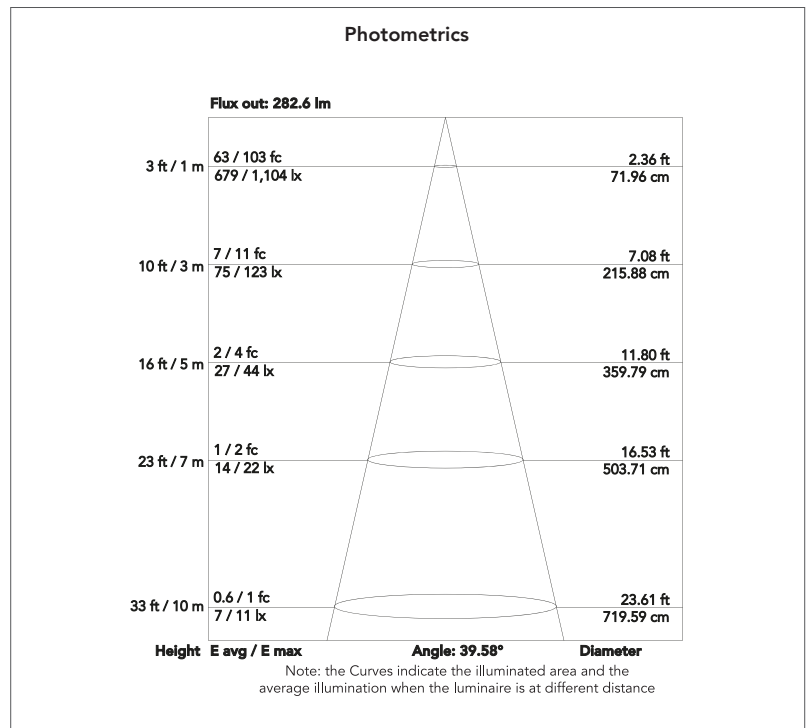 Photometrics
Flux out: 282.6 lm
3 ft / 1 m
63 / 103 fc
679 / 1,104 lx
2.36 ft
71.96 cm
10 ft / 3 m
7 / 11 fc
75 / 123 lx
7.08 ft
215.88 cm
16 ft / 5 m
2 / 4 fc
27 / 44 lx
11.80 ft
359.79 cm
23 ft / 7 m
1 / 2 fc
14 / 22 lx
16.53 ft
503.71 cm
33 ft / 10 m
0.6 / 1 fc
7 / 11 lx
23.61 ft
719.59 cm
Height E avg / E max Angle: 39.58° Diameter
Note: the Curves indicate the illuminated area and the
average illumination when the luminaire is at different distance